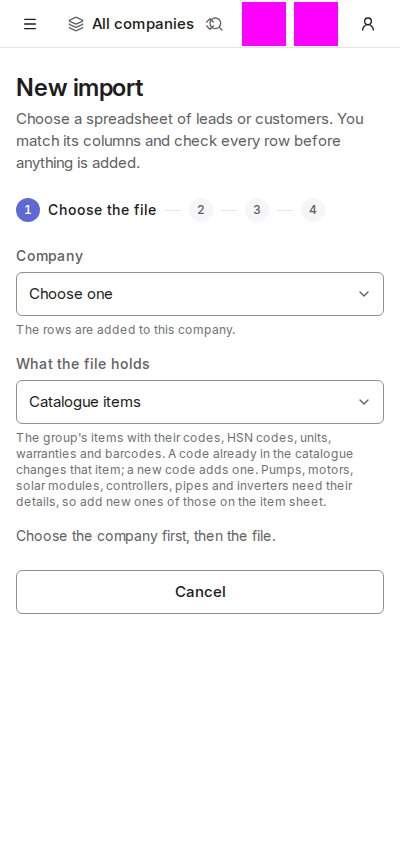 All companies
New import
Choose a spreadsheet of leads or customers. You
match its columns and check every row before
anything is added.
1 Choose the file 2 3 4
Company
Choose one
The rows are added to this company.
What the file holds
Catalogue items
The group's items with their codes, HSN codes, units,
warranties and barcodes. A code already in the catalogue
changes that item; a new code adds one. Pumps, motors,
solar modules, controllers, pipes and inverters need their
details, so add new ones of those on the item sheet.
Choose the company first, then the file.
Cancel